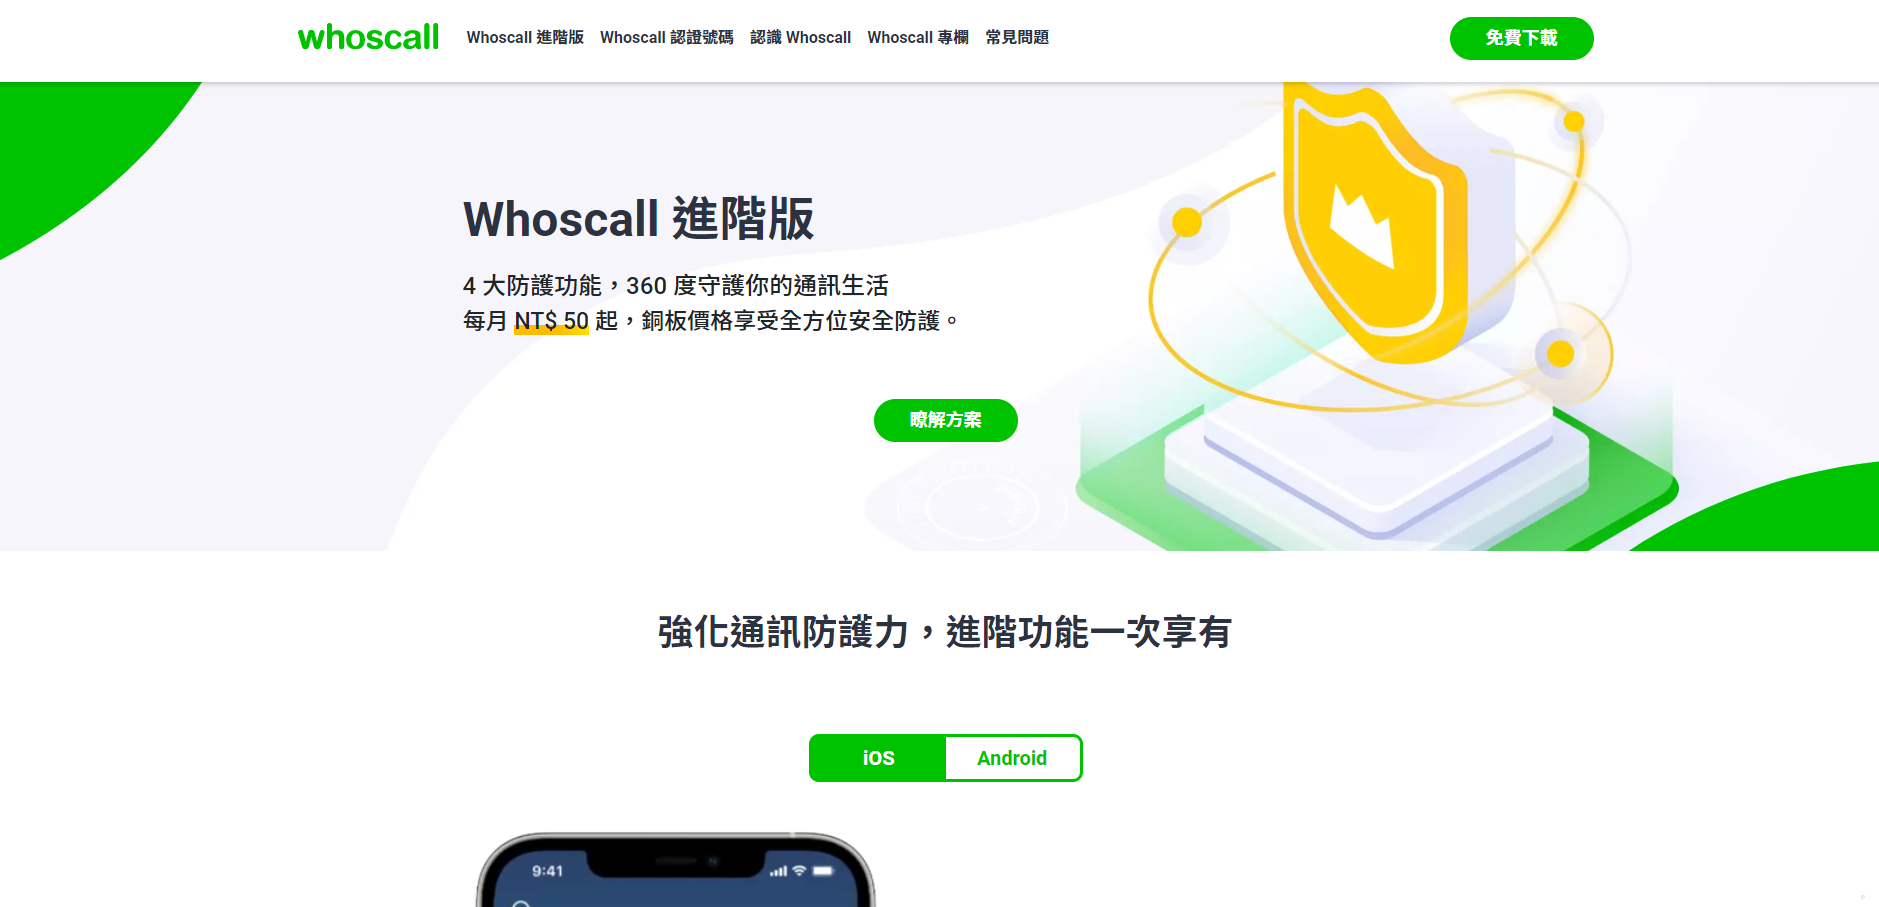 whoscall
Whoscall 進階版 Whoscall 認證號碼 認識 Whoscall Whoscall 專欄 常見問題
免費下載
Whoscall 進階版
4 大防護功能，360 度守護你的通訊生活
每月 NT$ 50 起，銅板價格享受全方位安全防護。
瞭解方案
強化通訊防護力，進階功能一次享有
iOS
Android
9:41